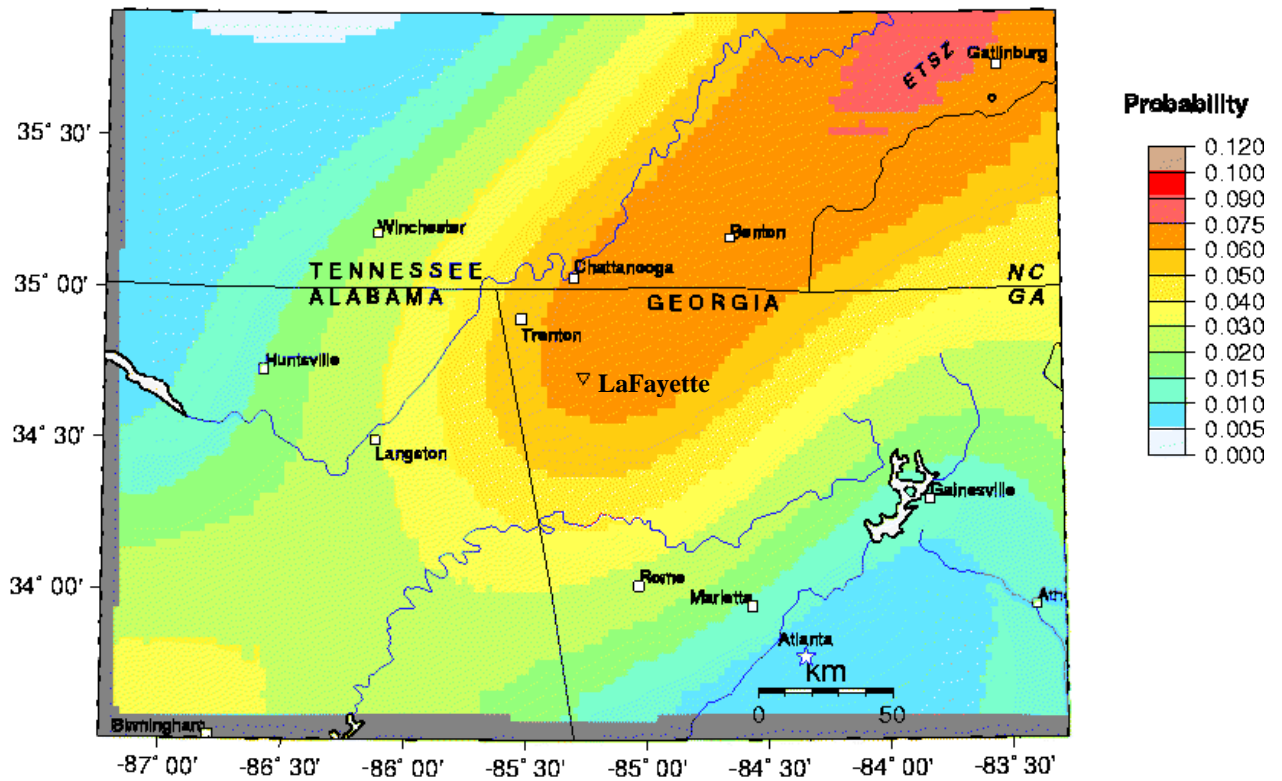 Gatlinburg
ETSZ
Probability
35° 30'
0.120
0.100
0.090
0.075
0.060
0.050
0.040
0.030
0.020
0.015
0.010
0.005
0.000
Winchester
Benton
TENNESSEE
Chattanooga
NC
35° 00'
ALABAMA
GEORGIA
GA
Trenton
Huntsville
LaFayette
34° 30'
Langston
Gainesville
34° 00'
Rome
Marietta
Ath
Atlanta
km
0 50
Birmingham
-87° 00' -86° 30' -86° 00' -85° 30' -85° 00' -84° 30' -84° 00' -83° 30'